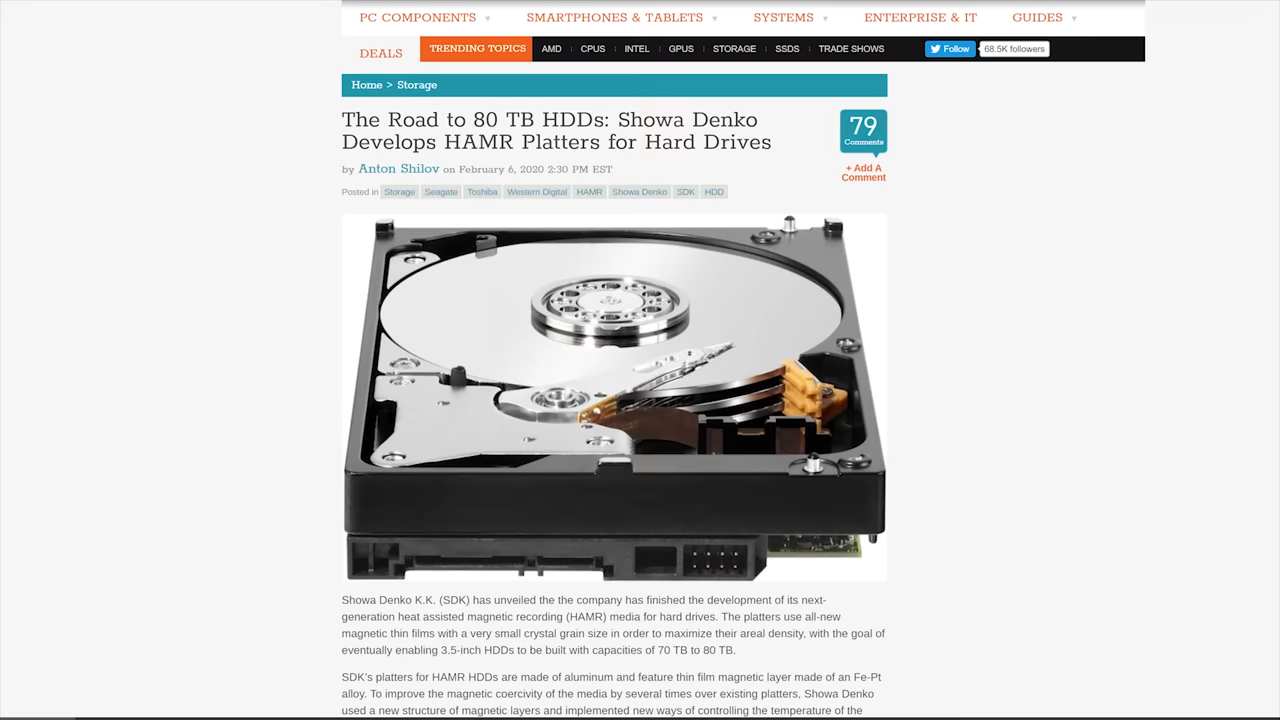 PC COMPONENTS
SMARTPHONES & TABLETS
SYSTEMS
ENTERPRISE & IT
GUIDES
DEALS
TRENDING TOPICS
AMD
CPUS
INTEL
GPUS
STORAGE
SSDS
TRADE SHOWS
Follow
68.5K followers
Home > Storage
The Road to 80 TB HDDs: Showa Denko
Develops HAMR Platters for Hard Drives
79
Comments
by Anton Shilov on February 6, 2020 2:30 PM EST
+ Add A
Comment
Posted in Storage Seagate Toshiba Western Digital HAMR Showa Denko SDK HDD
Showa Denko K.K. (SDK) has unveiled the the company has finished the development of its next-
generation heat assisted magnetic recording (HAMR) media for hard drives. The platters use all-new
magnetic thin films with a very small crystal grain size in order to maximize their areal density, with the goal of
eventually enabling 3.5-inch HDDs to be built with capacities of 70 TB to 80 TB.
SDK's platters for HAMR HDDs are made of aluminum and feature thin film magnetic layer made of an Fe-Pt
alloy. To improve the magnetic coercivity of the media by several times over existing platters, Showa Denko
used a new structure of magnetic layers and implemented new ways of controlling the temperature of the